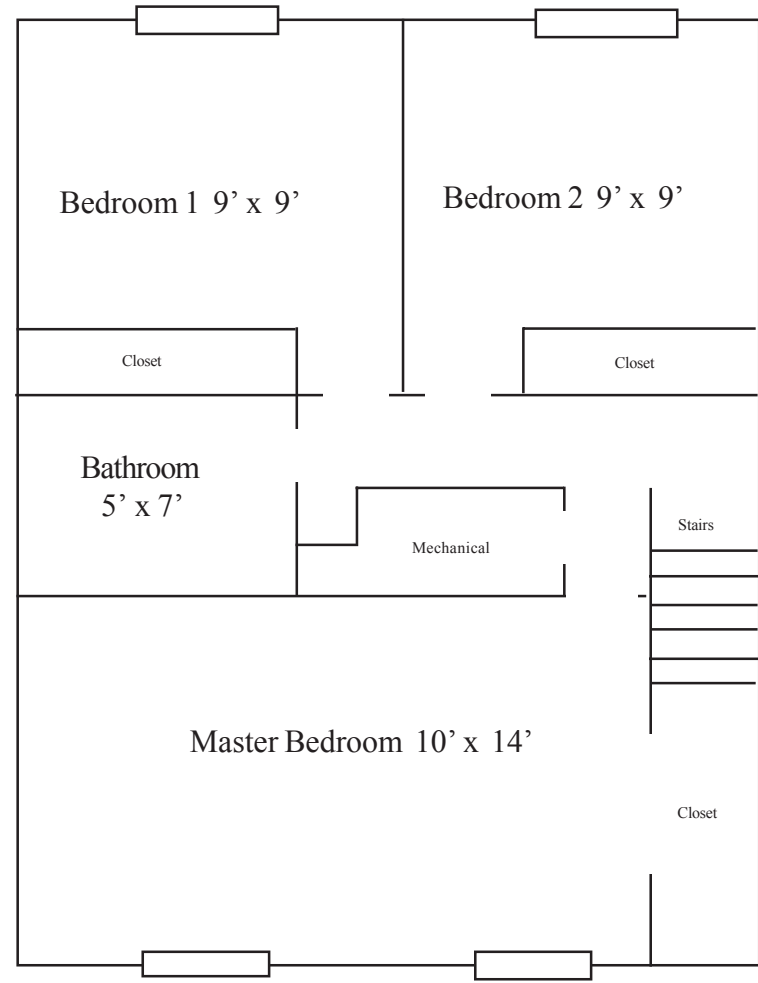 Bedroom 1 9’ x 9’
Bedroom 2 9’ x 9’
Closet
Closet
Bathroom
5’ x 7’
Stairs
Mechanical
Master Bedroom 10’ x 14’
Closet